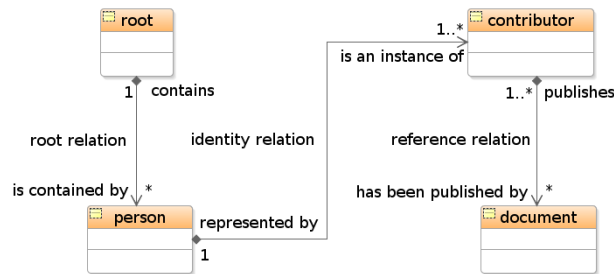 root
contributor
1..*
is an instance of
1
contains
1..*
publishes
root relation
identity relation
reference relation
is contained by
*
has been published by
*
person
represented by
document
1